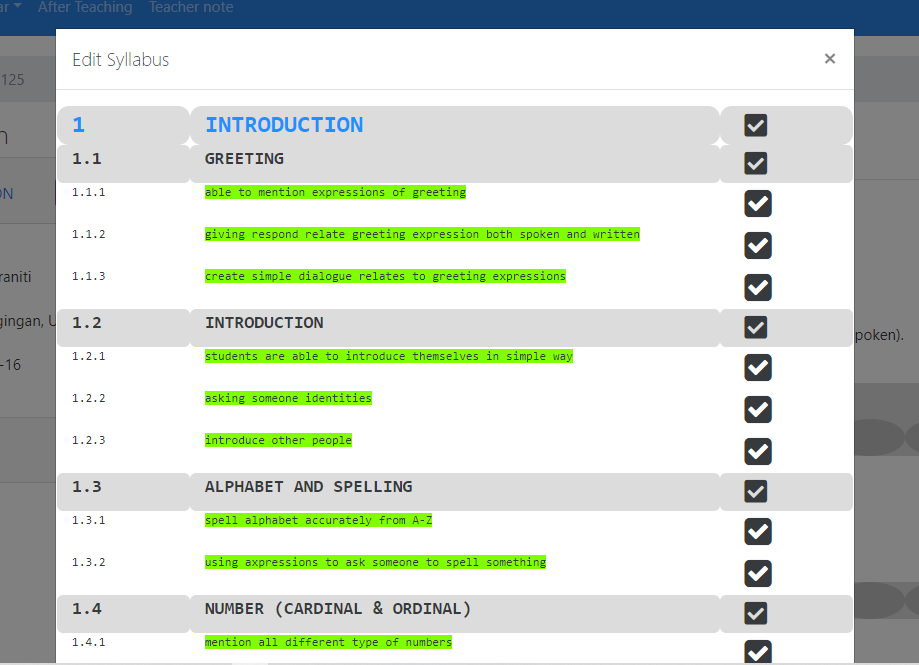 ar After Teaching Teacher note
Edit Syllabus ×
125
1 INTRODUCTION
1.1 GREETING
ON
1.1.1 able to mention expressions of greeting
1.1.2 giving respond relate greeting expression both spoken and written
1.1.3 create simple dialogue relates to greeting expressions
raniti
1.2 INTRODUCTION
gingan, U
poken).
1.2.1 students are able to introduce themselves in simple way
-16
1.2.2 asking someone identities
1.2.3 introduce other people
1.3 ALPHABET AND SPELLING
1.3.1 spell alphabet accurately from A-Z
1.3.2 using axpressions to ask someone to spell something
1.4 NUMBER (CARDINAL & ORDINAL)
1.4.1 mention all different type of numbers